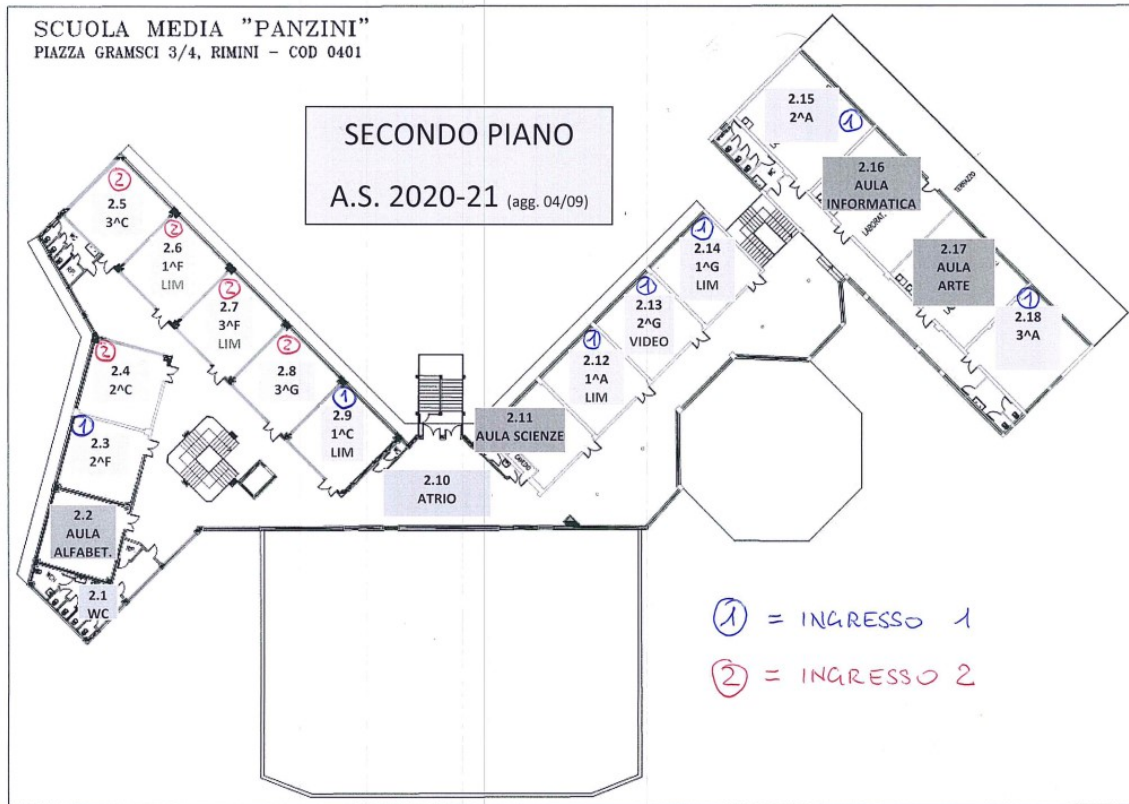 SCUOLA MEDIA "PANZINI"
PIAZZA GRAMSCI 3/4, RIMINI – COD 0401
SECONDO PIANO
A.S. 2020-21 (agg. 04/09)
2.15
2^A
1
2.16
AULA
INFORMATICA
TERRAZZO
LABORAT.
2.17
AULA
ARTE
1
2.18
3^A
2
2.5
3^C
2
2.6
1^F
LIM
2
2.7
3^F
LIM
2
2.8
3^G
1
2.9
1^C
LIM
2
2.4
2^C
1
2.3
2^F
2.2
AULA
ALFABET.
2.1
WC
2.10
ATRIO
2.11
AULA SCIENZE
1
2.12
1^A
LIM
1
2.13
2^G
VIDEO
1
2.14
1^G
LIM
1 = INGRESSO 1
2 = INGRESSO 2